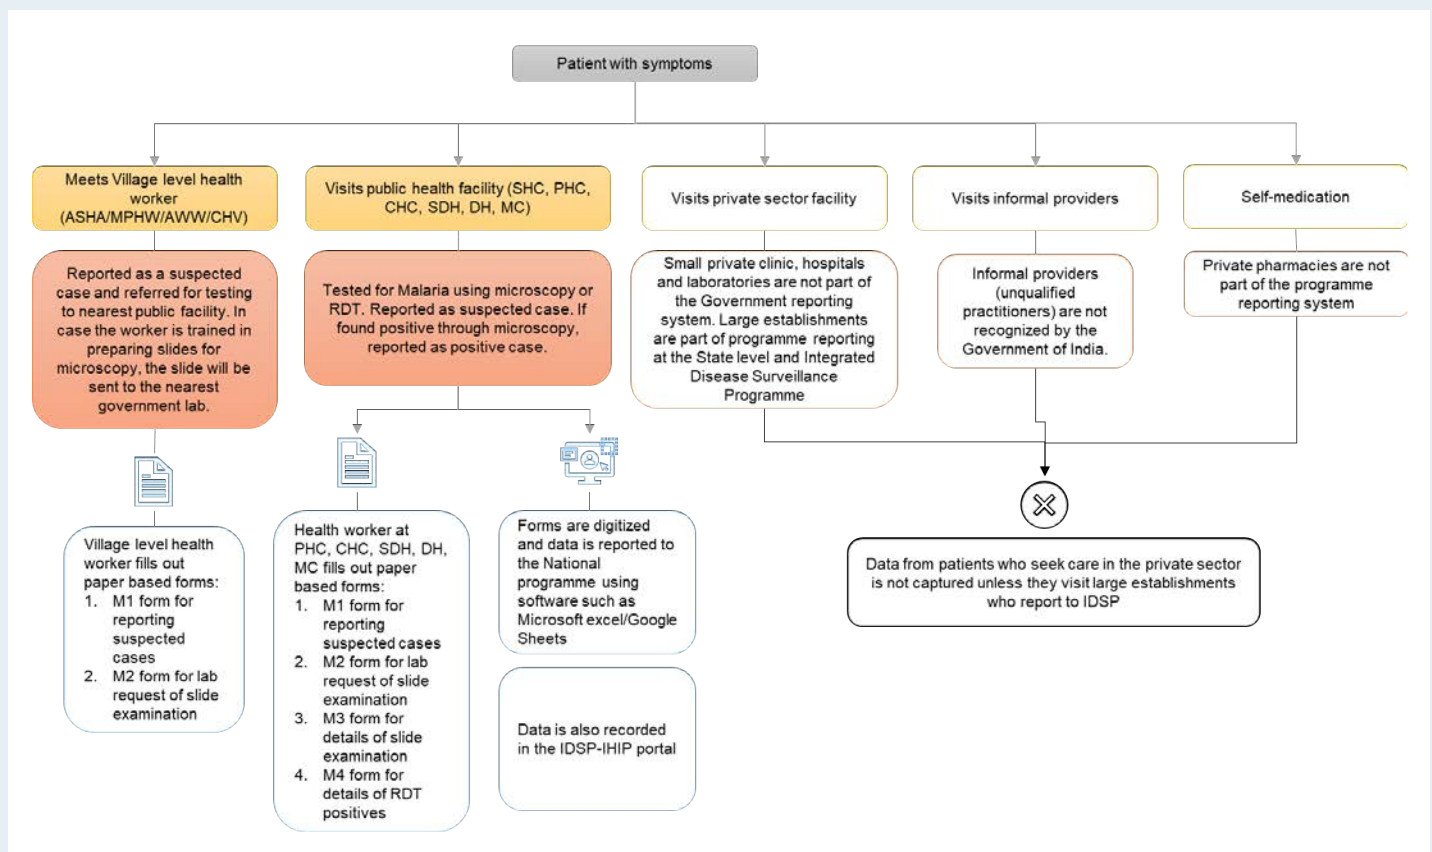 Patient with symptoms
Meets Village level health
worker
(ASHA/MPHW/AWW/CHV)
Visits public health facility (SHC, PHC,
CHC, SDH, DH, MC)
Visits private sector facility
Visits informal providers
Self-medication
Reported as a suspected
case and referred for testing
to nearest public facility. In
case the worker is trained in
preparing slides for
microscopy, the slide will be
sent to the nearest
government lab.
Tested for Malaria using microscopy or
RDT. Reported as suspected case. If
found positive through microscopy,
reported as positive case.
Small private clinic, hospitals
and laboratories are not part of
the Government reporting
system. Large establishments
are part of programme reporting
at the State level and Integrated
Disease Surveillance
Programme
Informal providers
(unqualified
practitioners) are not
recognized by the
Government of India.
Private pharmacies are not
part of the programme
reporting system
Village level health
worker fills out
paper based forms:
1. M1 form for
reporting
suspected
cases
2. M2 form for lab
request of slide
examination
Health worker at
PHC, CHC, SDH, DH,
MC fills out paper
based forms:
1. M1 form for
reporting
suspected cases
2. M2 form for lab
request of slide
examination
3. M3 form for
details of slide
examination
4. M4 form for
details of RDT
positives
Forms are digitized
and data is reported to
the National
programme using
software such as
Microsoft excel/Google
Sheets
Data is also recorded
in the IDSP-IHIP portal
Data from patients who seek care in the private sector
is not captured unless they visit large establishments
who report to IDSP